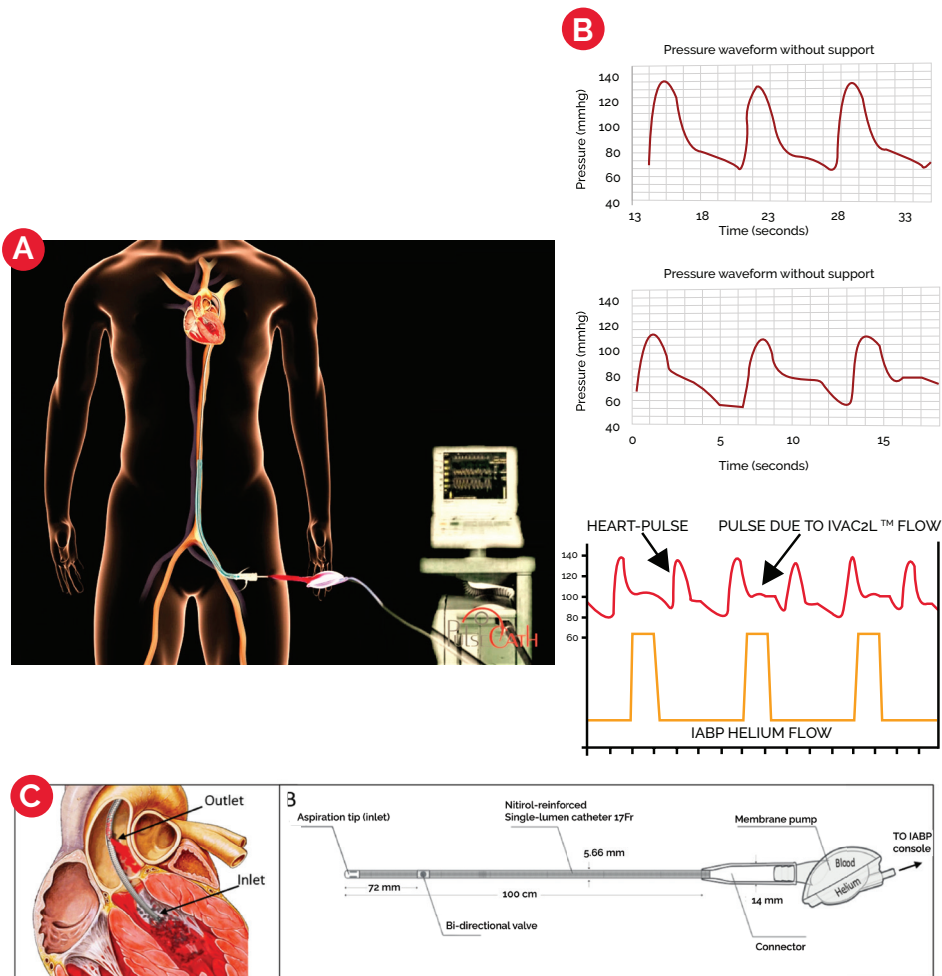 B
Pressure waveform without support
Pressure (mmhg)
140
120
100
80
60
40
13 18 23 28 33
Time (seconds)
A
PULSE CATH
Pressure waveform without support
Pressure (mmhg)
140
120
100
80
60
40
0 5 10 15
Time (seconds)
HEART-PULSE PULSE DUE TO IVAC2L ™ FLOW
140
120
100
80
60
IABP HELIUM FLOW
C
Outlet
Inlet
B
Aspiration tip (inlet)
Nitirol-reinforced
Single-lumen catheter 17Fr
Membrane pump
TO IABP
console
5.66 mm
Blood
Helium
72 mm
100 cm
14 mm
Bi-directional valve
Connector